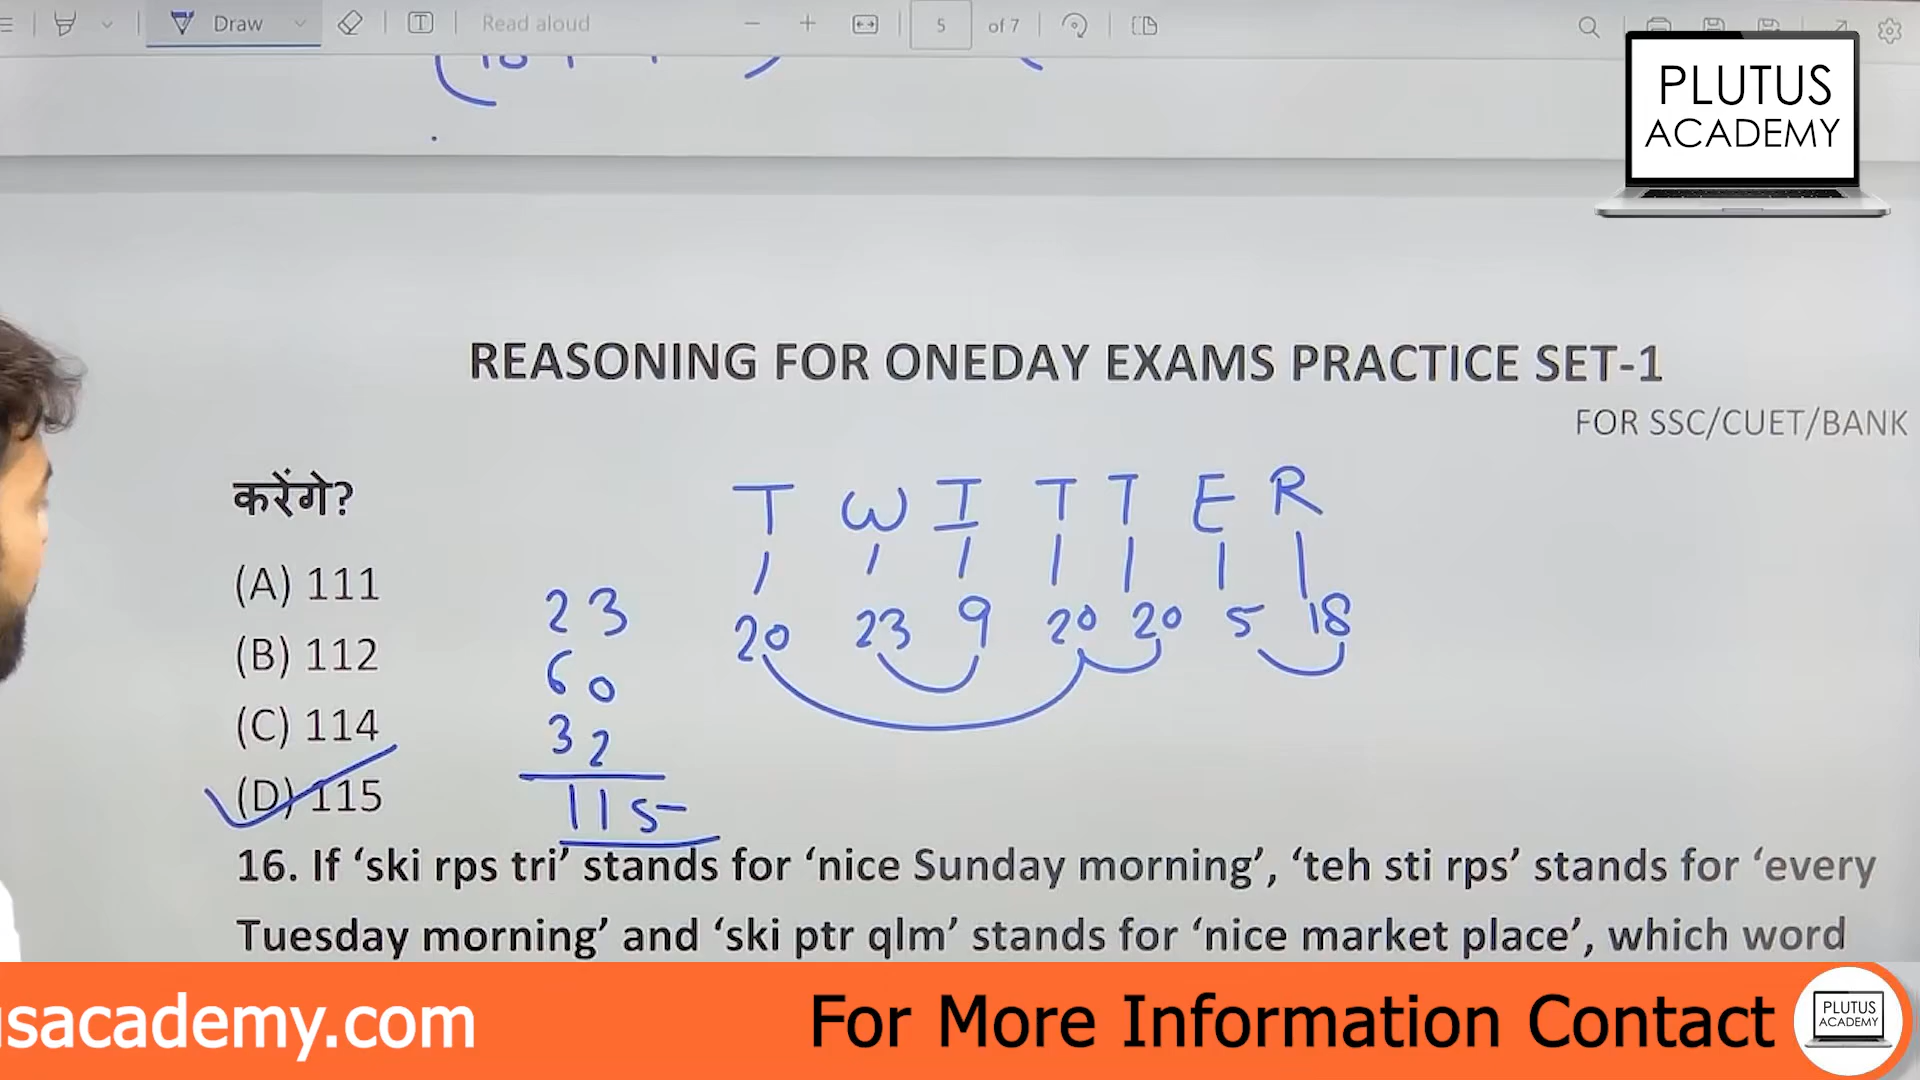 Draw
Read aloud
5 of 7
PLUTUS
ACADEMY
REASONING FOR ONEDAY EXAMS PRACTICE SET-1
FOR SSC/CUET/BANK
करेंगे?
T W I T T E R
20 23 9 20 20 5 18
(A) 111
(B) 112
(C) 114
(D) 115
23
60
32
115
16. If ‘ski rps tri’ stands for ‘nice Sunday morning’, ‘teh sti rps’ stands for ‘every
Tuesday morning’ and ‘ski ptr qlm’ stands for ‘nice market place’, which word
usacademy.com
For More Information Contact
PLUTUS
ACADEMY